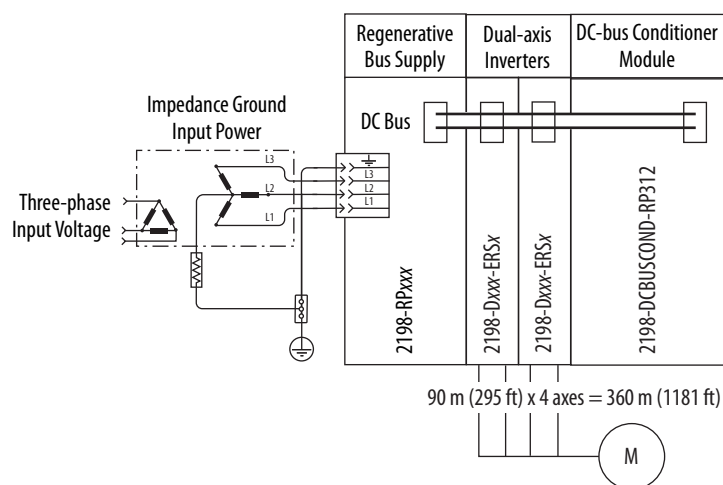 Regenerative
Bus Supply
Dual-axis
Inverters
DC-bus Conditioner
Module
Impedance Ground
Input Power
DC Bus
L3
L2
L1
L3
L2
L1
Three-phase
Input Voltage
2198-RPxxx
2198-Dxxx-ERSx
2198-Dxxx-ERSx
2198-DCBUSCOND-RP312
90 m (295 ft) x 4 axes = 360 m (1181 ft)
M